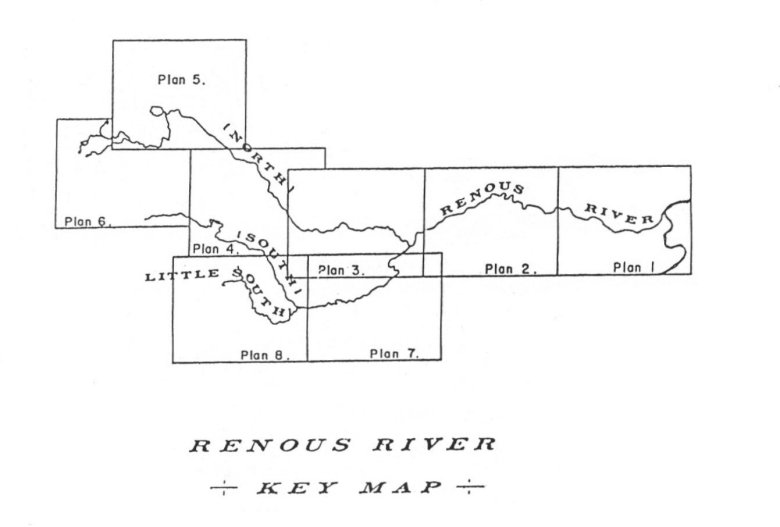 Plan 5.
(NORTH)
RENOUS RIVER
Plan 6.
Plan 4.
(SOUTH)
Plan 3.
Plan 2.
Plan 1
LITTLE SOUTH)
Plan 8.
Plan 7.
RENOUS RIVER
KEY MAP